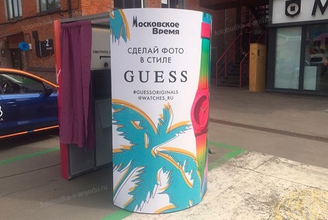 Московское
Время
СДЕЛАЙ ФОТО
В СТИЛЕ
GUESS
#GUESSORIGINALS
@WATCHES_RU